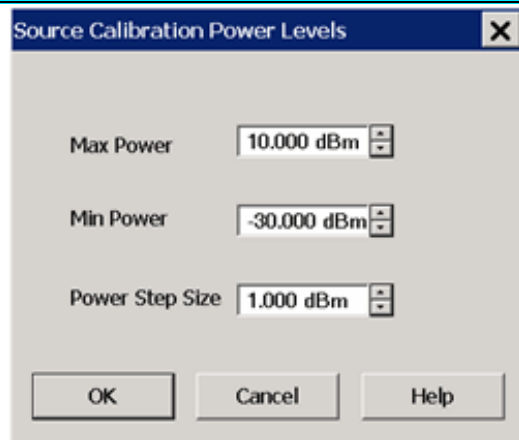 Source Calibration Power Levels
Max Power 10.000 dBm
Min Power -30.000 dBm
Power Step Size 1.000 dBm
OK Cancel Help